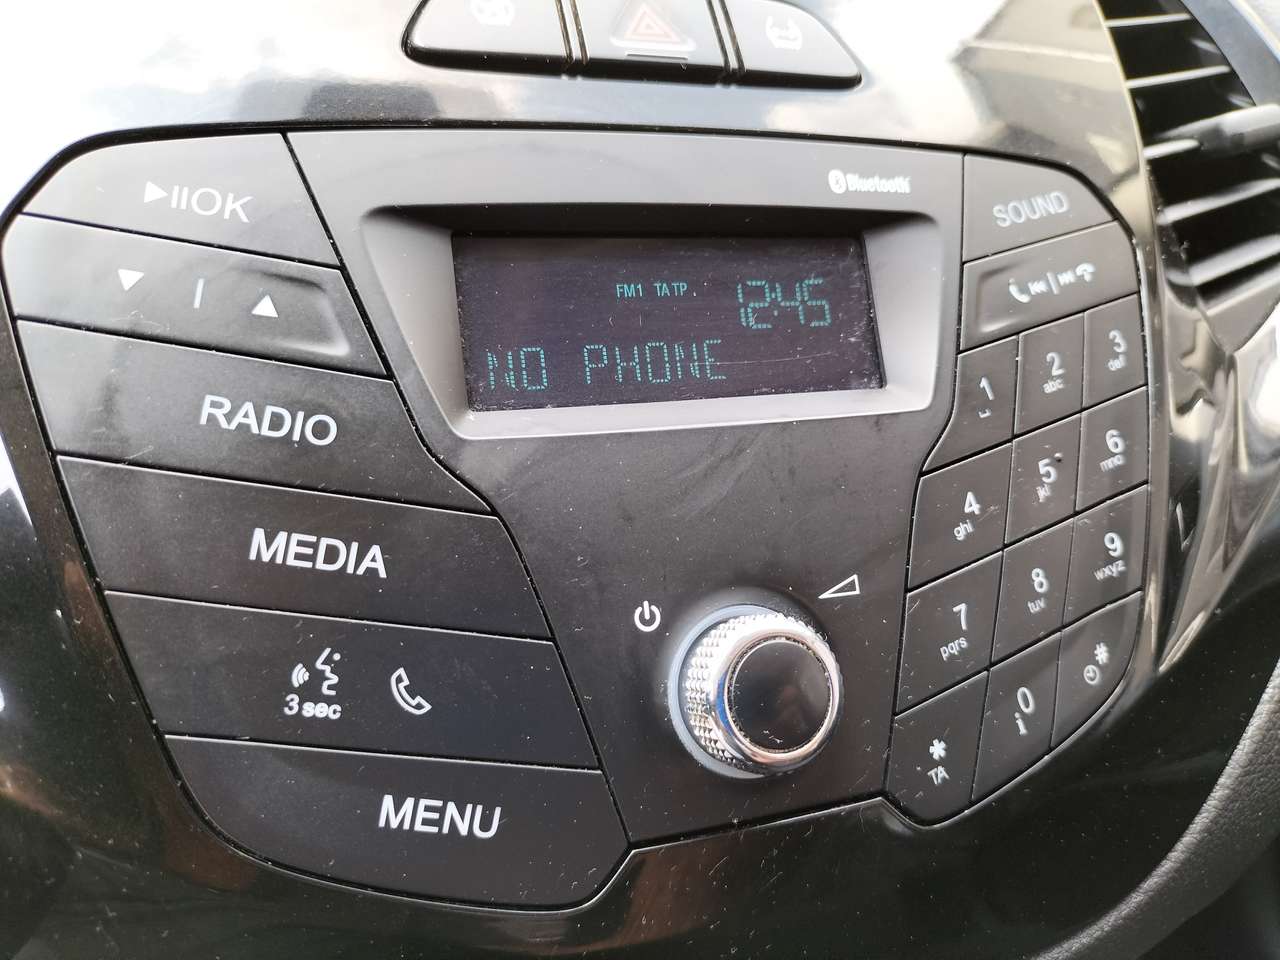 Bluetooth
OK
SOUND
FM1 TA TP 12:45
NO PHONE
RADIO
MEDIA
3 sec
MENU
1
2
abc
3
def
4
ghi
5
jkl
6
mno
7
pqrs
8
tuv
9
wxyz
*
TA
0
i
#